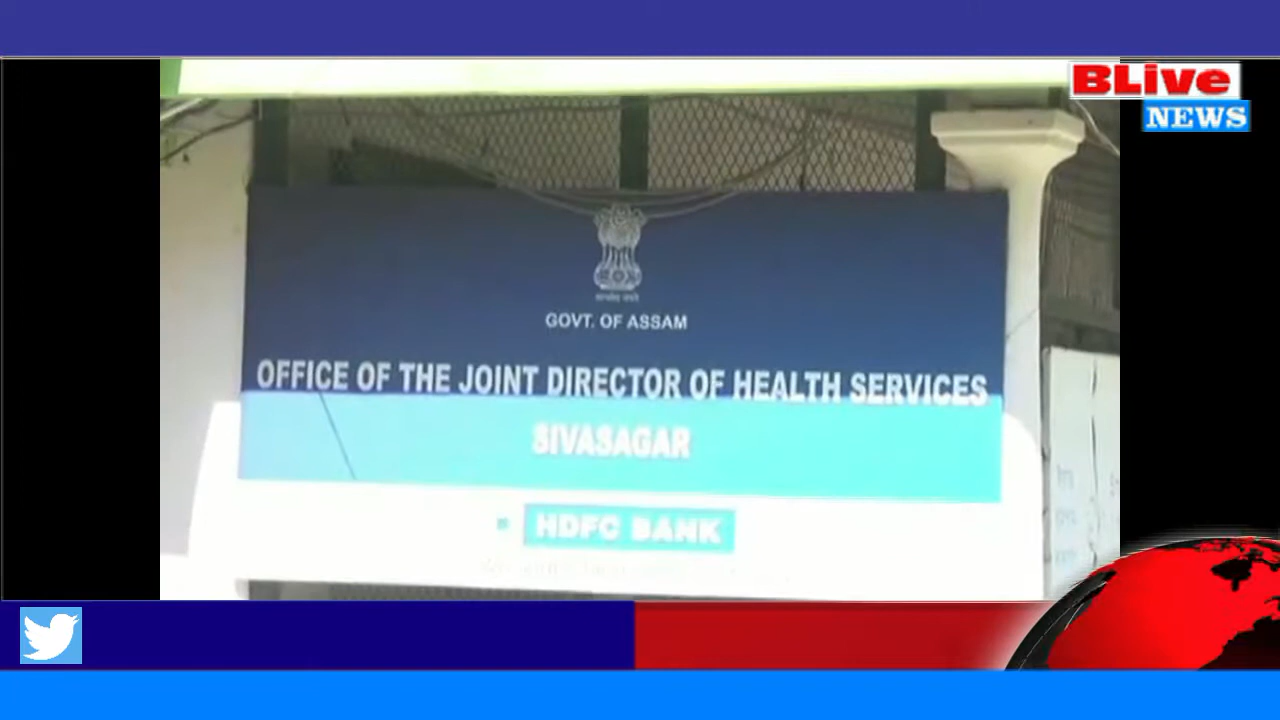 BLive
NEWS
GOVT. OF ASSAM
OFFICE OF THE JOINT DIRECTOR OF HEALTH SERVICES
SIVASAGAR
HDFC BANK